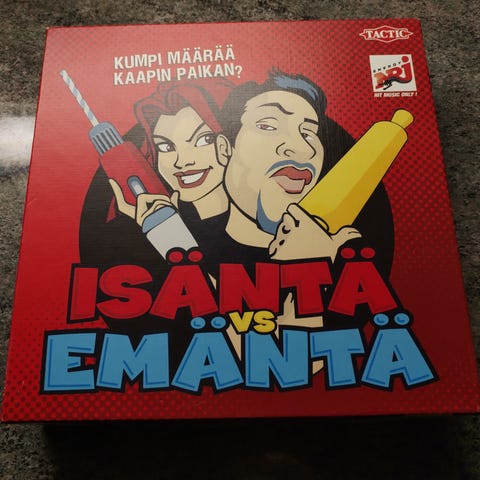 KUMPI MÄÄRÄÄ
KAAPIN PAIKAN?
TACTIC
ENERGY
NRJ
HIT MUSIC ONLY!
ISÄNTÄ
VS
EMÄNTÄ